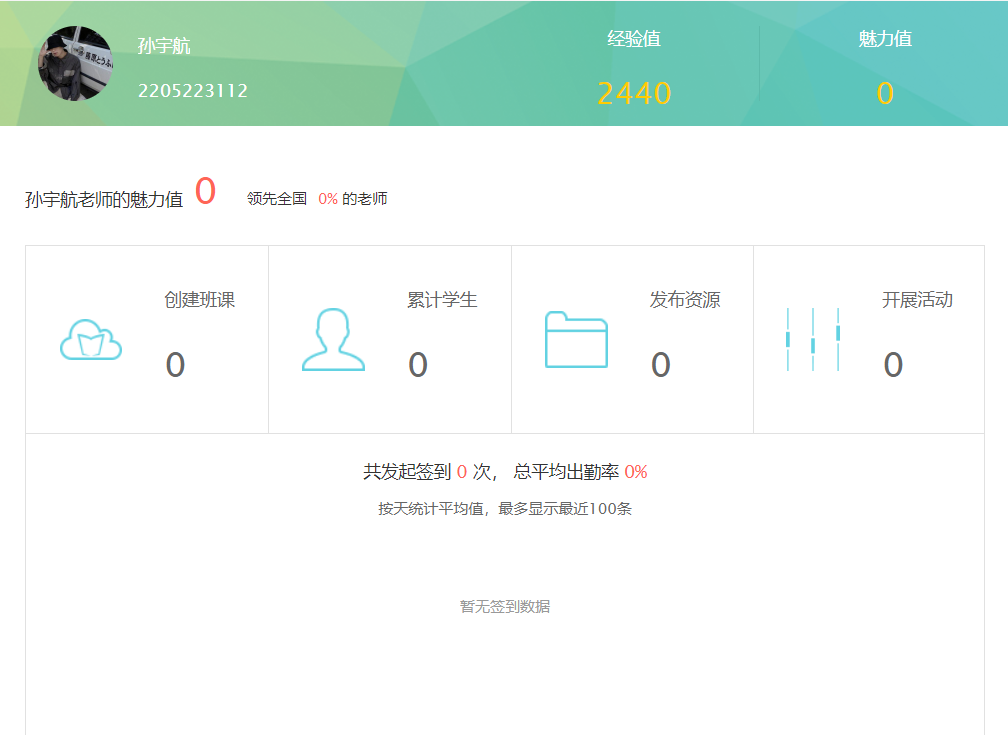 孙宇航
2205223112
经验值
2440
魅力值
0
孙宇航老师的魅力值 0 领先全国 0% 的老师
创建班课
0
累计学生
0
发布资源
0
开展活动
0
共发起签到 0 次， 总平均出勤率 0%
按天统计平均值，最多显示最近100条
暂无签到数据